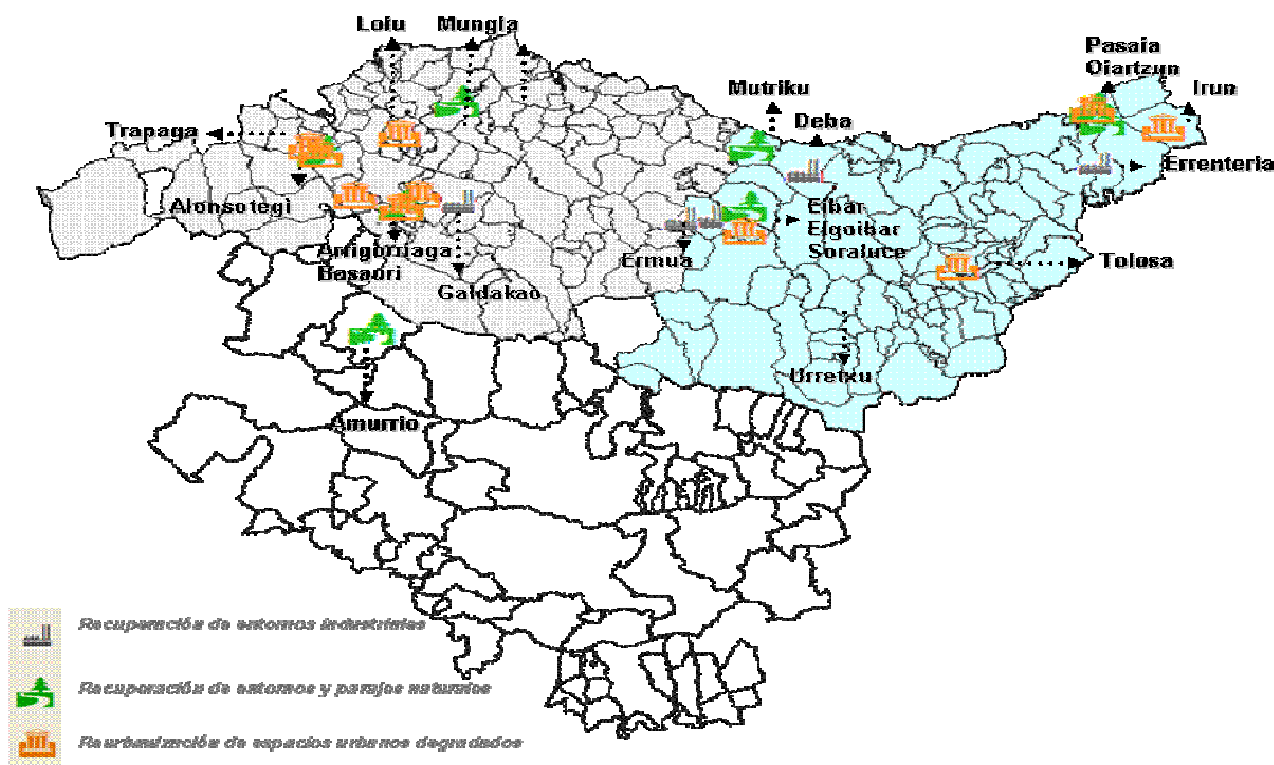 Loiu Mungia
Pasaia
Oiartzun
Irun
Mutriku
Deba
Trapaga
Errenteria
Alonsotegi
Eibar
Elgoibar
Soraluce
Arrigorriaga
Basauri
Ermua
Tolosa
Galdakao
Urretxu
Amurrio
Recuperación de entornos industriales
Recuperación de entornos y parajes naturales
Reurbanización de espacios urbanos degradados